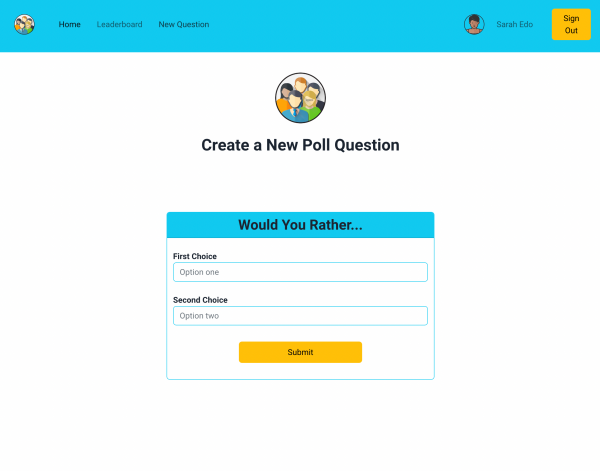 Home Leaderboard New Question Sarah Edo Sign
Out
Create a New Poll Question
Would You Rather...
First Choice
Option one
Second Choice
Option two
Submit